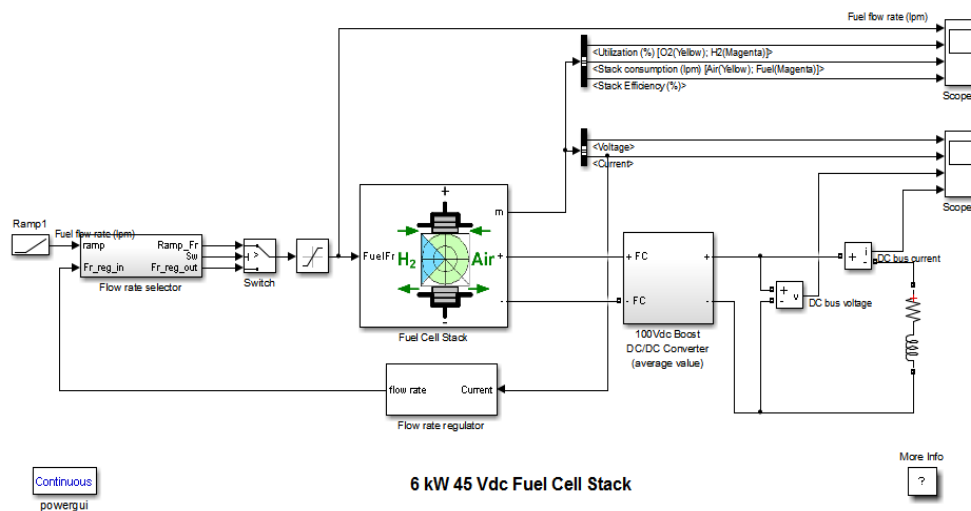 Fuel flow rate (lpm)
<Utilization (%) [O2(Yellow); H2(Magenta)]>
<Stack consumption (lpm) [Air(Yellow); Fuel(Magenta)]>
<Stack Efficiency (%)>
Scope
<Voltage>
<Current>
Scope
Ramp1
Fuel flow rate (lpm)
ramp
Fr_reg_in
Ramp_Fr
Sw
Fr_reg_out
Flow rate selector
Switch
+
m
FuelFr
H2
Air
+
-
-
Fuel Cell Stack
+ FC
- FC
+
-
100Vdc Boost
DC/DC Converter
(average value)
+
-
v
DC bus voltage
+
i
-
DC bus current
flow rate
Current
Flow rate regulator
Continuous
powergui
6 kW 45 Vdc Fuel Cell Stack
More Info
?